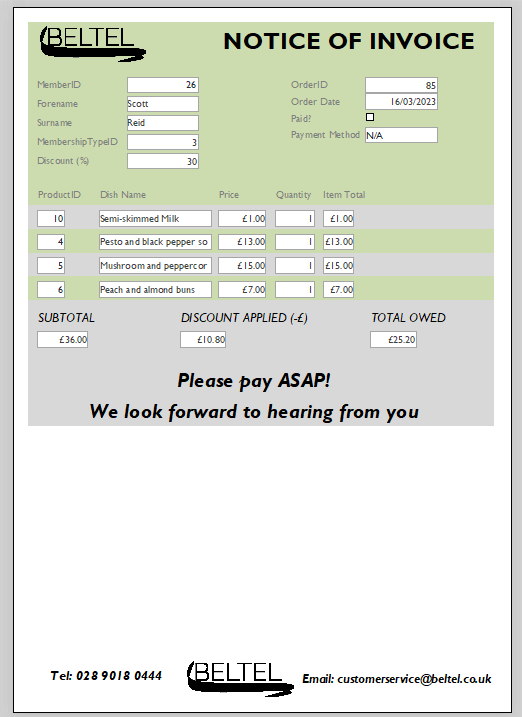 BELTEL NOTICE OF INVOICE
MemberID 26 OrderID 85
Forename Scott Order Date 16/03/2023
Surname Reid Paid?
MembershipTypeID 3 Payment Method N/A
Discount (%) 30
ProductID Dish Name Price Quantity Item Total
10 Semi-skimmed Milk £1.00 1 £1.00
4 Pesto and black pepper so £13.00 1 £13.00
5 Mushroom and peppercor £15.00 1 £15.00
6 Peach and almond buns £7.00 1 £7.00
SUBTOTAL DISCOUNT APPLIED (-£) TOTAL OWED
£36.00 £10.80 £25.20
Please pay ASAP!
We look forward to hearing from you
Tel: 028 9018 0444 BELTEL Email: customerservice@beltel.co.uk